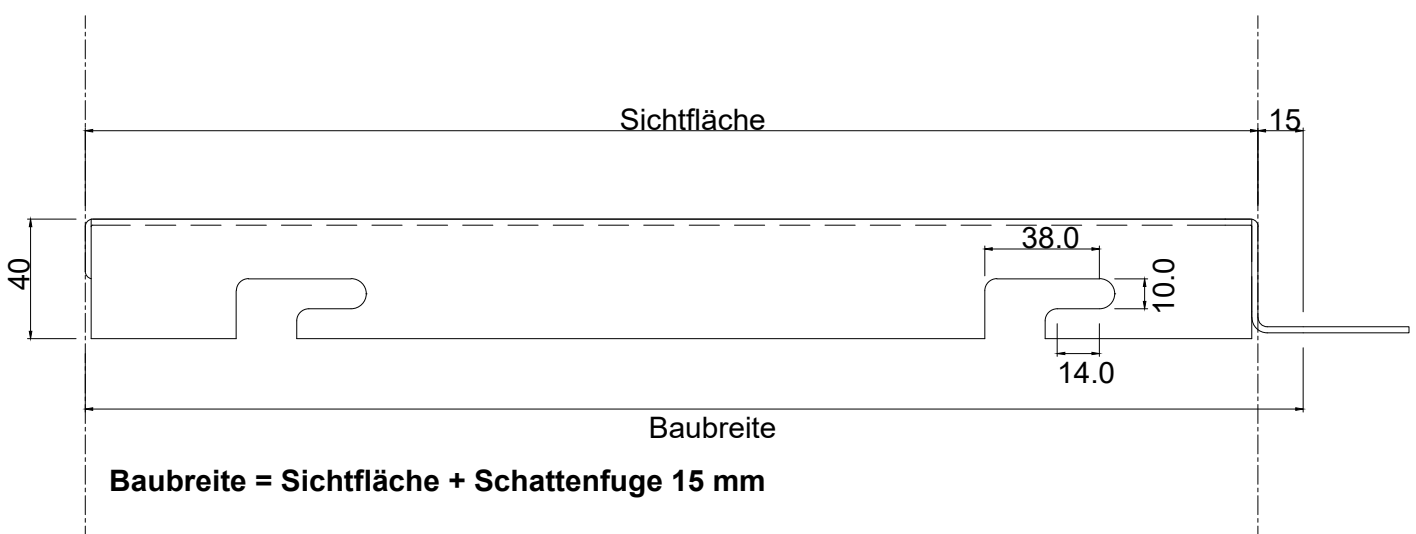 Sichtfläche
15
38.0
40
10.0
14.0
Baubreite
Baubreite = Sichtfläche + Schattenfuge 15 mm